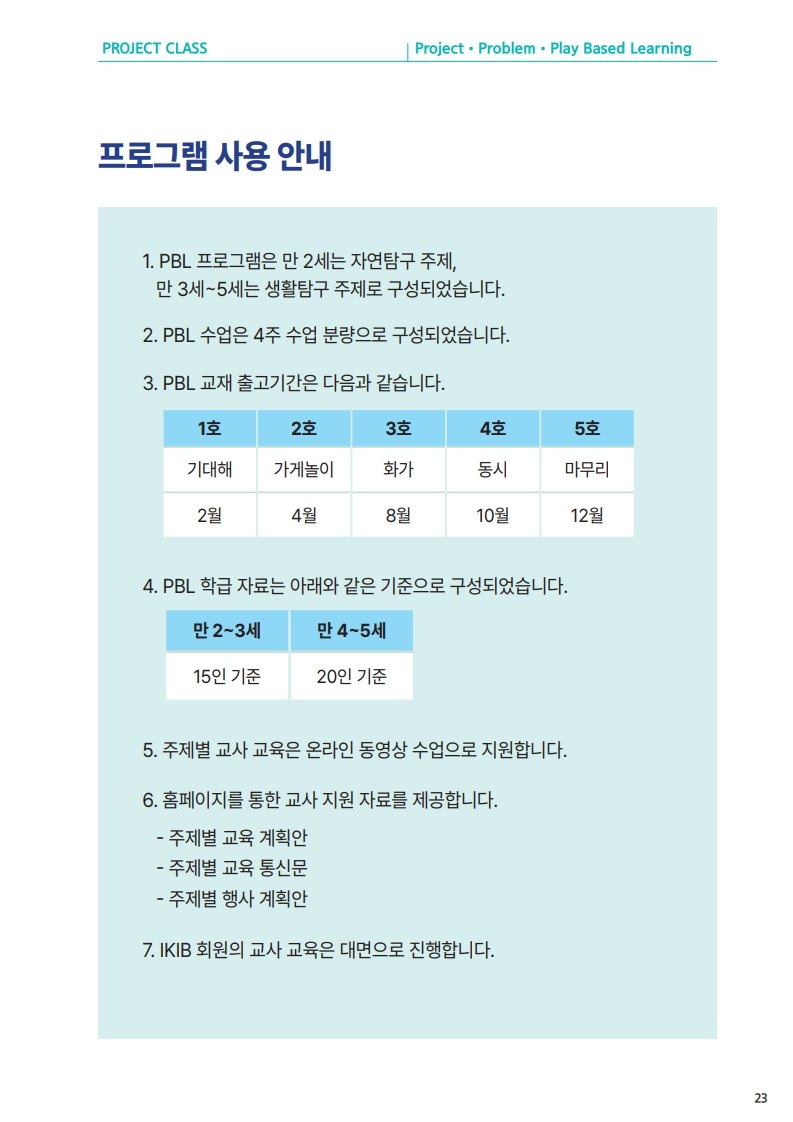 PROJECT CLASS
Project • Problem • Play Based Learning
프로그램 사용 안내
1. PBL 프로그램은 만 2세는 자연탐구 주제,
만 3세~5세는 생활탐구 주제로 구성되었습니다.
2. PBL 수업은 4주 수업 분량으로 구성되었습니다.
3. PBL 교재 출고기간은 다음과 같습니다.
1호 2호 3호 4호 5호
기대해 가게놀이 화가 동시 마무리
2월 4월 8월 10월 12월
4. PBL 학급 자료는 아래와 같은 기준으로 구성되었습니다.
만 2~3세 만 4~5세
15인 기준 20인 기준
5. 주제별 교사 교육은 온라인 동영상 수업으로 지원합니다.
6. 홈페이지를 통한 교사 지원 자료를 제공합니다.
- 주제별 교육 계획안
- 주제별 교육 통신문
- 주제별 행사 계획안
7. IKIB 회원의 교사 교육은 대면으로 진행합니다.
23